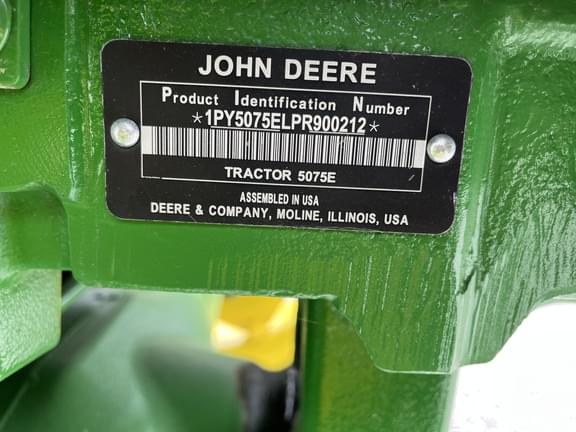 JOHN DEERE
Product Identification Number
*1PY5075ELPR900212*
TRACTOR 5075E
ASSEMBLED IN USA
DEERE & COMPANY, MOLINE, ILLINOIS, USA